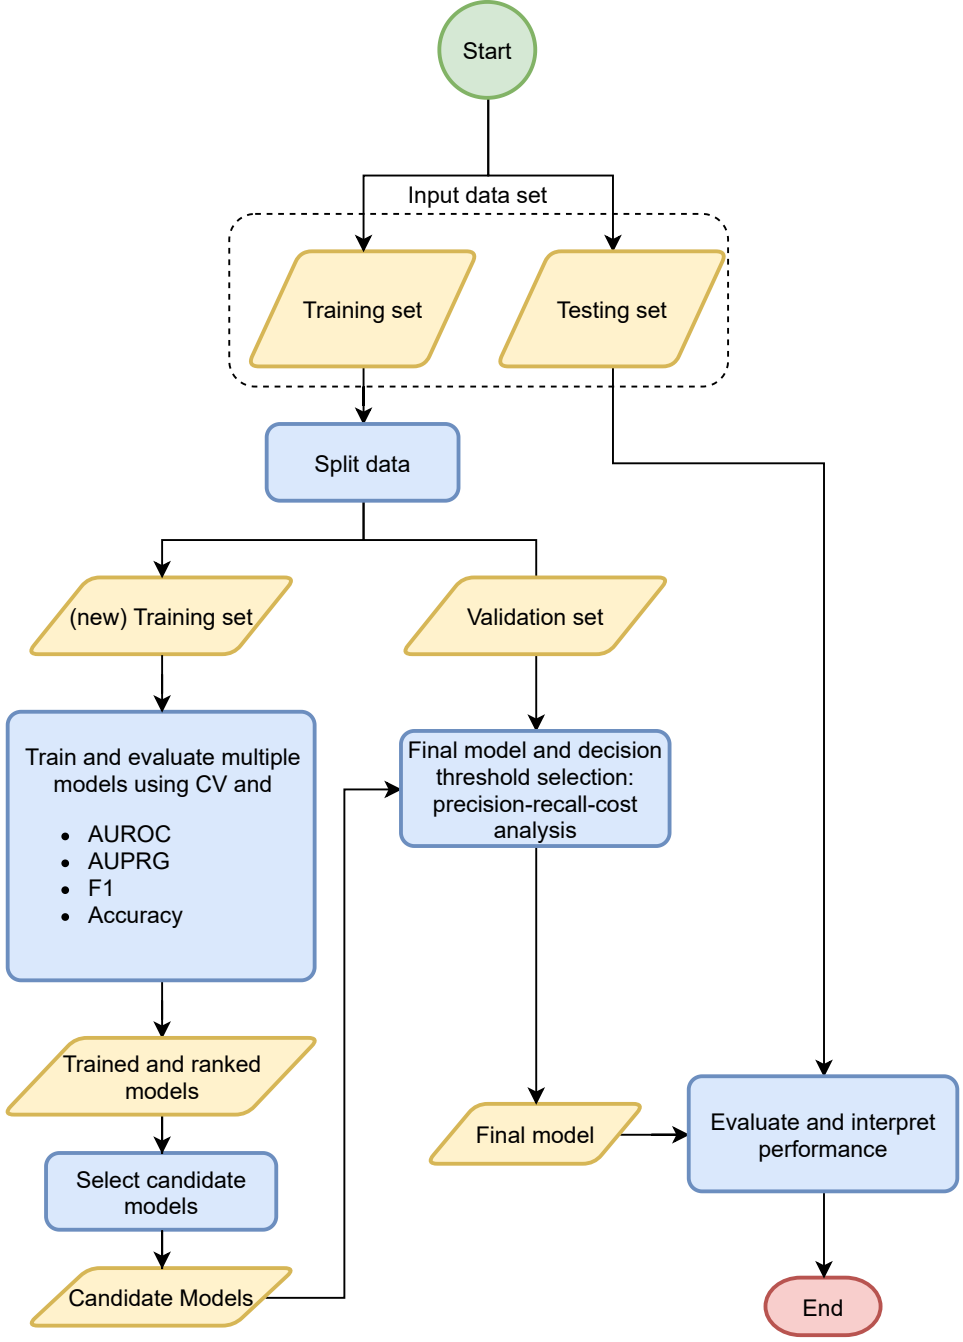 Start
Input data set
Training set
Testing set
Split data
(new) Training set
Validation set
Train and evaluate multiple
models using CV and
• AUROC
• AUPRG
• F1
• Accuracy
Final model and decision
threshold selection:
precision-recall-cost
analysis
Trained and ranked
models
Select candidate
models
Candidate Models
Final model
Evaluate and interpret
performance
End